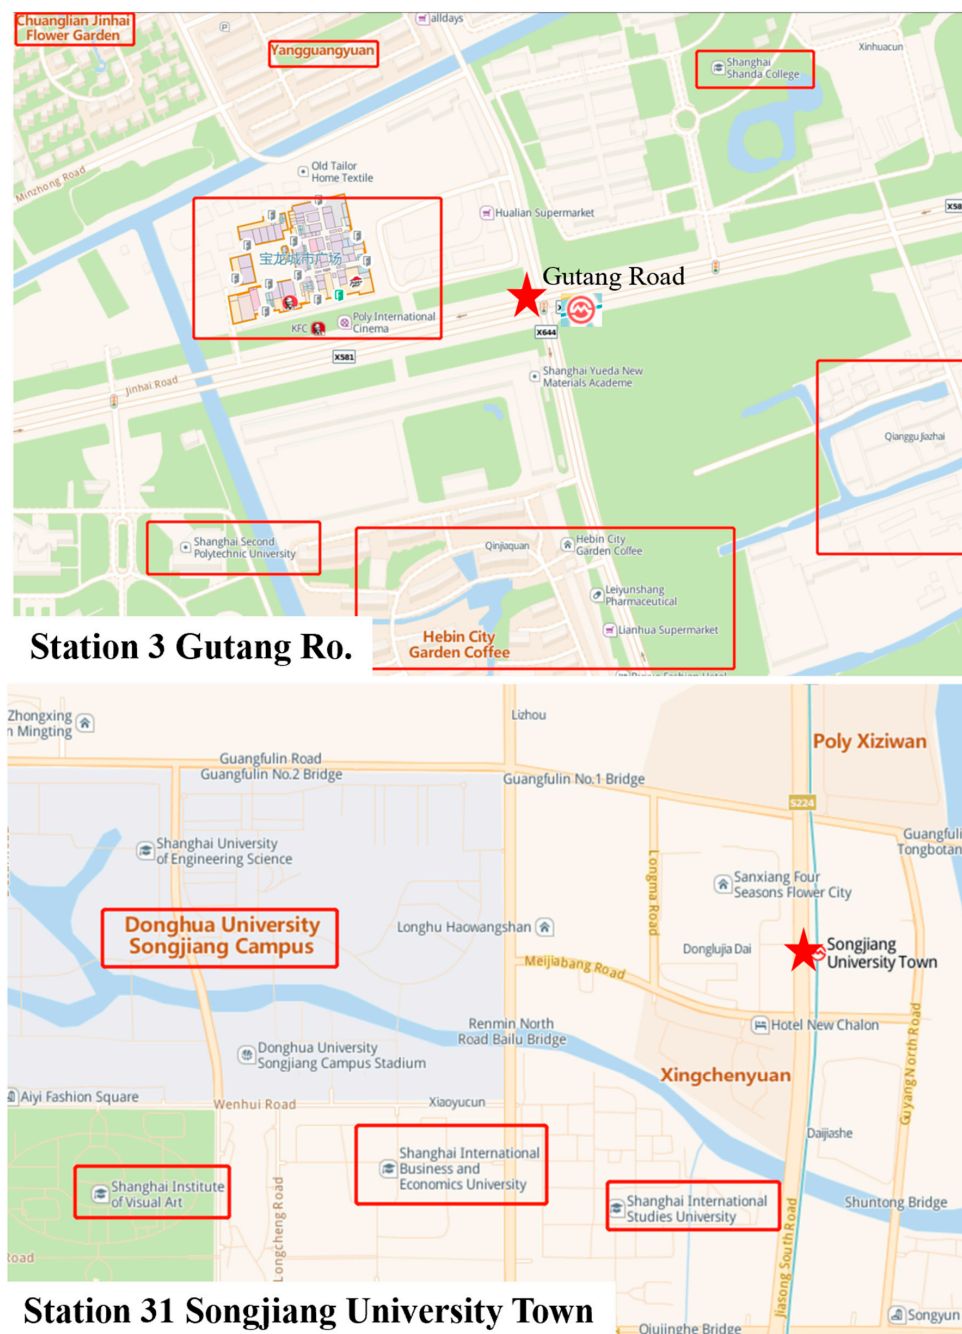 Chuanglian Jinhai
Flower Garden
P
alldays
Yangguangyuan
Xinhuacun
Shanghai
Shanda College
Minzhong Road
Old Tailor
Home Textile
Hualian Supermarket
X58
宝龙城市广场
Gutang Road
KFC
Poly International
Cinema
X644
X581
Shanghai Yueda New
Materials Academe
Jinhai Road
Qianggu Jiazhai
Shanghai Second
Polytechnic University
Qinjiaquan
Hebin City
Garden Coffee
Leiyunshang
Pharmaceutical
Lianhua Supermarket
Hebin City
Garden Coffee
Station 3 Gutang Ro.
Zhongxing
n Mingting
Lizhou
Poly Xiziwan
Guangfulin Road
Guangfulin No.2 Bridge
Guangfulin No.1 Bridge
S224
Guangfuli
Tongbotan
Shanghai University
of Engineering Science
Longma Road
Sanxiang Four
Seasons Flower City
Donghua University
Songjiang Campus
Longhu Haowangshan
Donglujia Dai
Songjiang
University Town
Meijiabang Road
Renmin North
Road Bailu Bridge
Hotel New Chalon
Donghua University
Songjiang Campus Stadium
Xingchenyuan
Guyang North Road
Aiyi Fashion Square
Wenhui Road
Xiaoyucun
Daijiashe
Shanghai International
Business and
Economics University
Shanghai Institute
of Visual Art
Shanghai International
Studies University
Shuntong Bridge
Longcheng Road
Road
Jiasong South Road
Songyun
Station 31 Songjiang University Town
Qiujinghe Bridge